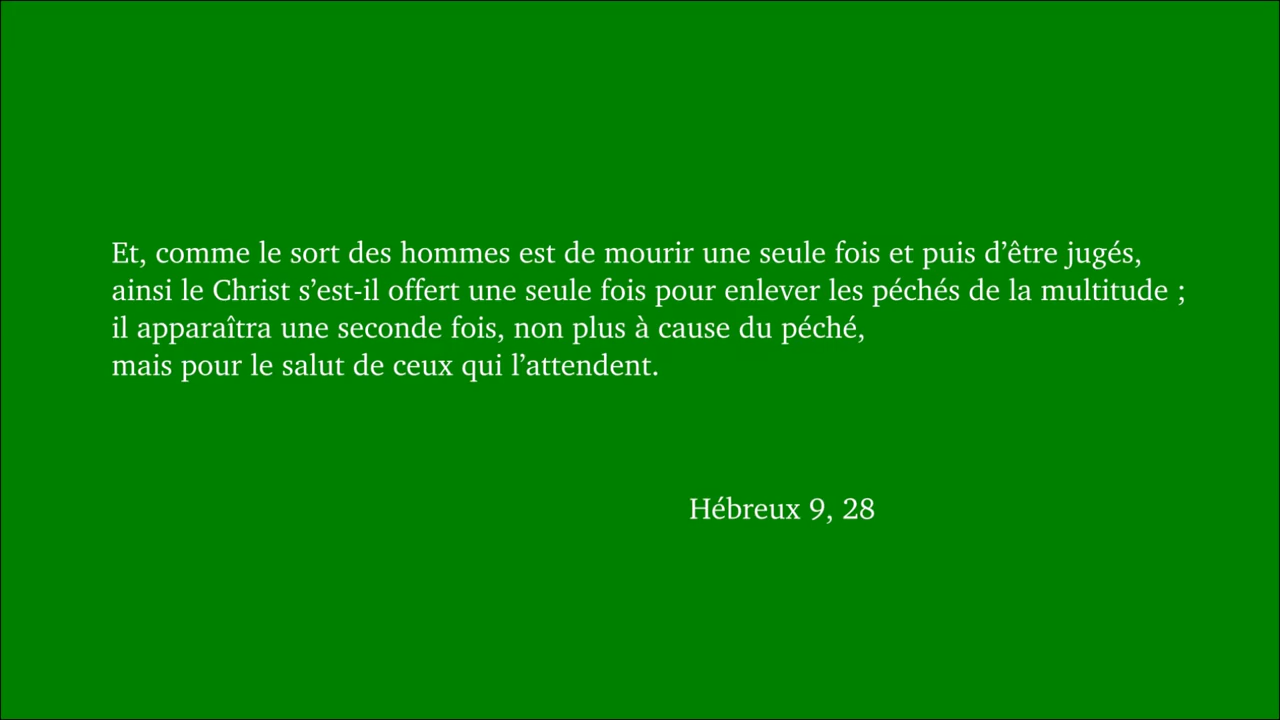 Et, comme le sort des hommes est de mourir une seule fois et puis d’être jugés,
ainsi le Christ s’est-il offert une seule fois pour enlever les péchés de la multitude ;
il apparaîtra une seconde fois, non plus à cause du péché,
mais pour le salut de ceux qui l’attendent.
Hébreux 9, 28